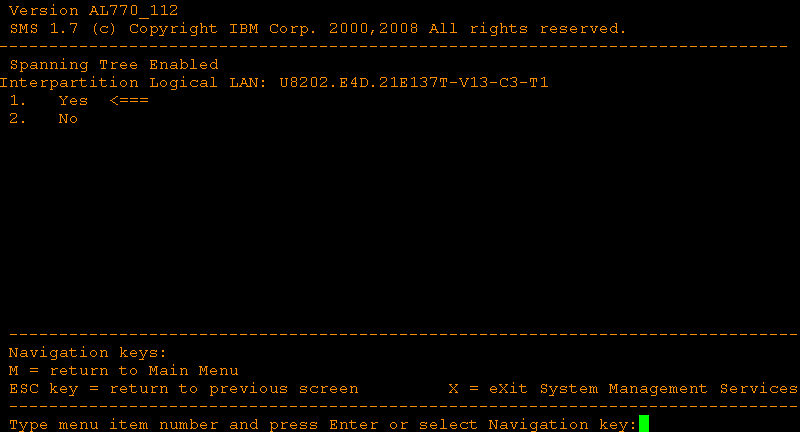 Version AL770_112
SMS 1.7 (c) Copyright IBM Corp. 2000,2008 All rights reserved.
-------------------------------------------------------------------------------
Spanning Tree Enabled
Interpartition Logical LAN: U8202.E4D.21E137T-V13-C3-T1
1.   Yes  <===
2.   No
-------------------------------------------------------------------------------
Navigation keys:
M = return to Main Menu
ESC key = return to previous screen         X = eXit System Management Services
-------------------------------------------------------------------------------
Type menu item number and press Enter or select Navigation key: